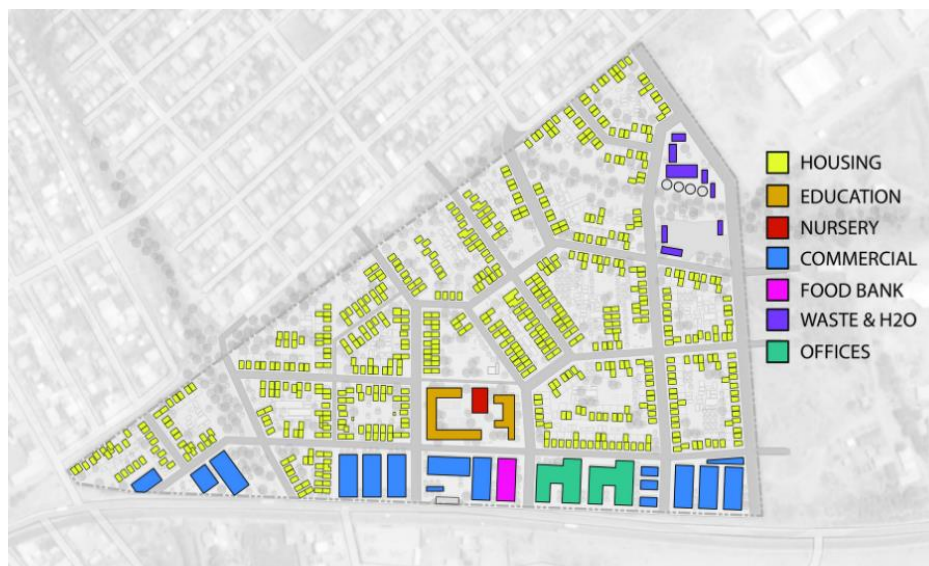 HOUSING
EDUCATION
NURSERY
COMMERCIAL
FOOD BANK
WASTE & H2O
OFFICES